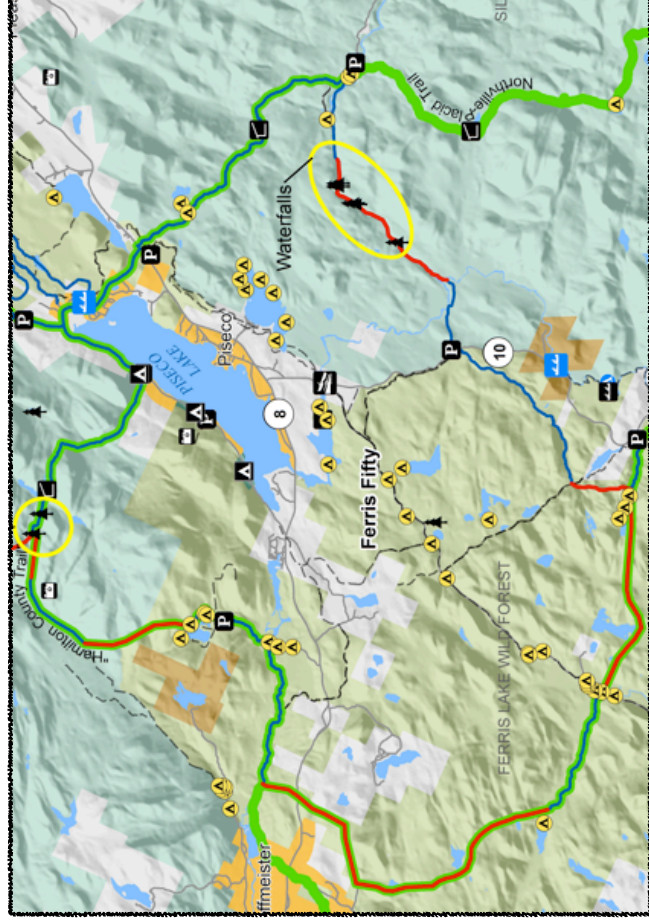 "Hamilton County Trail
PISECO
LAKE
Piseco
8
Waterfalls
Northville-Placid Trail
10
Ferris Fifty
FERRIS LAKE WILD FOREST
ffmeister
SIL
P
P
P
P
P
P